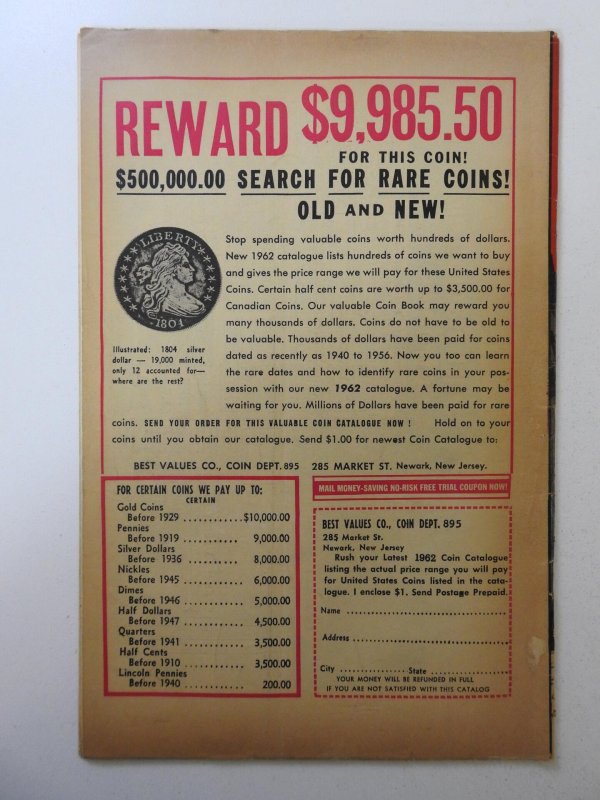 REWARD $9,985.50
FOR THIS COIN!
$500,000.00 SEARCH FOR RARE COINS!
OLD AND NEW!
LIBERTY
1804
Illustrated: 1804 silver
dollar — 19,000 minted,
only 12 accounted for—
where are the rest?
Stop spending valuable coins worth hundreds of dollars.
New 1962 catalogue lists hundreds of coins we want to buy
and gives the price range we will pay for these United States
Coins. Certain half cent coins are worth up to $3,500.00 for
Canadian Coins. Our valuable Coin Book may reward you
many thousands of dollars. Coins do not have to be old to
be valuable. Thousands of dollars have been paid for coins
dated as recently as 1940 to 1956. Now you too can learn
the rare dates and how to identify rare coins in your pos-
session with our new 1962 catalogue. A fortune may be
waiting for you. Millions of Dollars have been paid for rare
coins. SEND YOUR ORDER FOR THIS VALUABLE COIN CATALOGUE NOW ! Hold on to your
coins until you obtain our catalogue. Send $1.00 for newest Coin Catalogue to:
BEST VALUES CO., COIN DEPT. 895 285 MARKET ST. Newark, New Jersey.
FOR CERTAIN COINS WE PAY UP TO:
CERTAIN
Gold Coins
Before 1929 ............$10,000.00
Pennies
Before 1919 ............ 9,000.00
Silver Dollars
Before 1936 ............ 8,000.00
Nickles
Before 1945 ............ 6,000.00
Dimes
Before 1946 ............ 5,000.00
Half Dollars
Before 1947 ............ 4,500.00
Quarters
Before 1941 ............ 3,500.00
Half Cents
Before 1910 ............ 3,500.00
Lincoln Pennies
Before 1940 ............ 200.00
MAIL MONEY-SAVING NO-RISK FREE TRIAL COUPON NOW!
BEST VALUES CO., COIN DEPT. 895
285 Market St.
Newark, New Jersey
Rush your Latest 1962 Coin Catalogue
listing the actual price range you will pay
for United States Coins listed in the cata-
logue. I enclose $1. Send Postage Prepaid.
Name ........................................
Address ........................................
City ................ State ....................
YOUR MONEY WILL BE REFUNDED IN FULL
IF YOU ARE NOT SATISFIED WITH THIS CATALOG